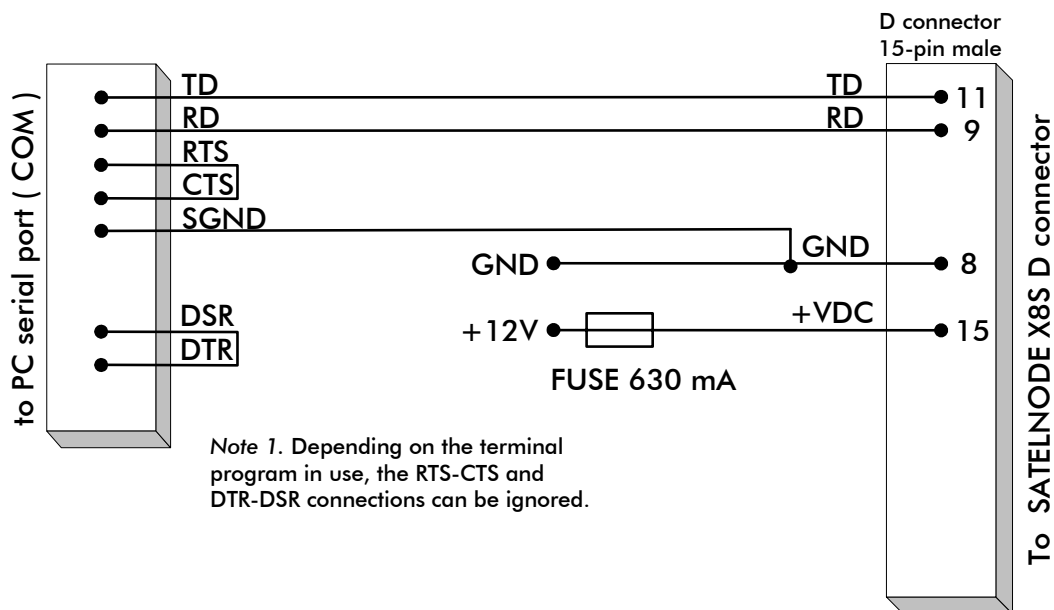 D connector
15-pin male
TD
TD
11
RD
RD
9
RTS
CTS
SGND
GND
GND
8
DSR
+12V
+VDC
15
DTR
FUSE 630 mA
to PC serial port ( COM )
To SATELNODE X8S D connector
Note 1. Depending on the terminal
program in use, the RTS-CTS and
DTR-DSR connections can be ignored.